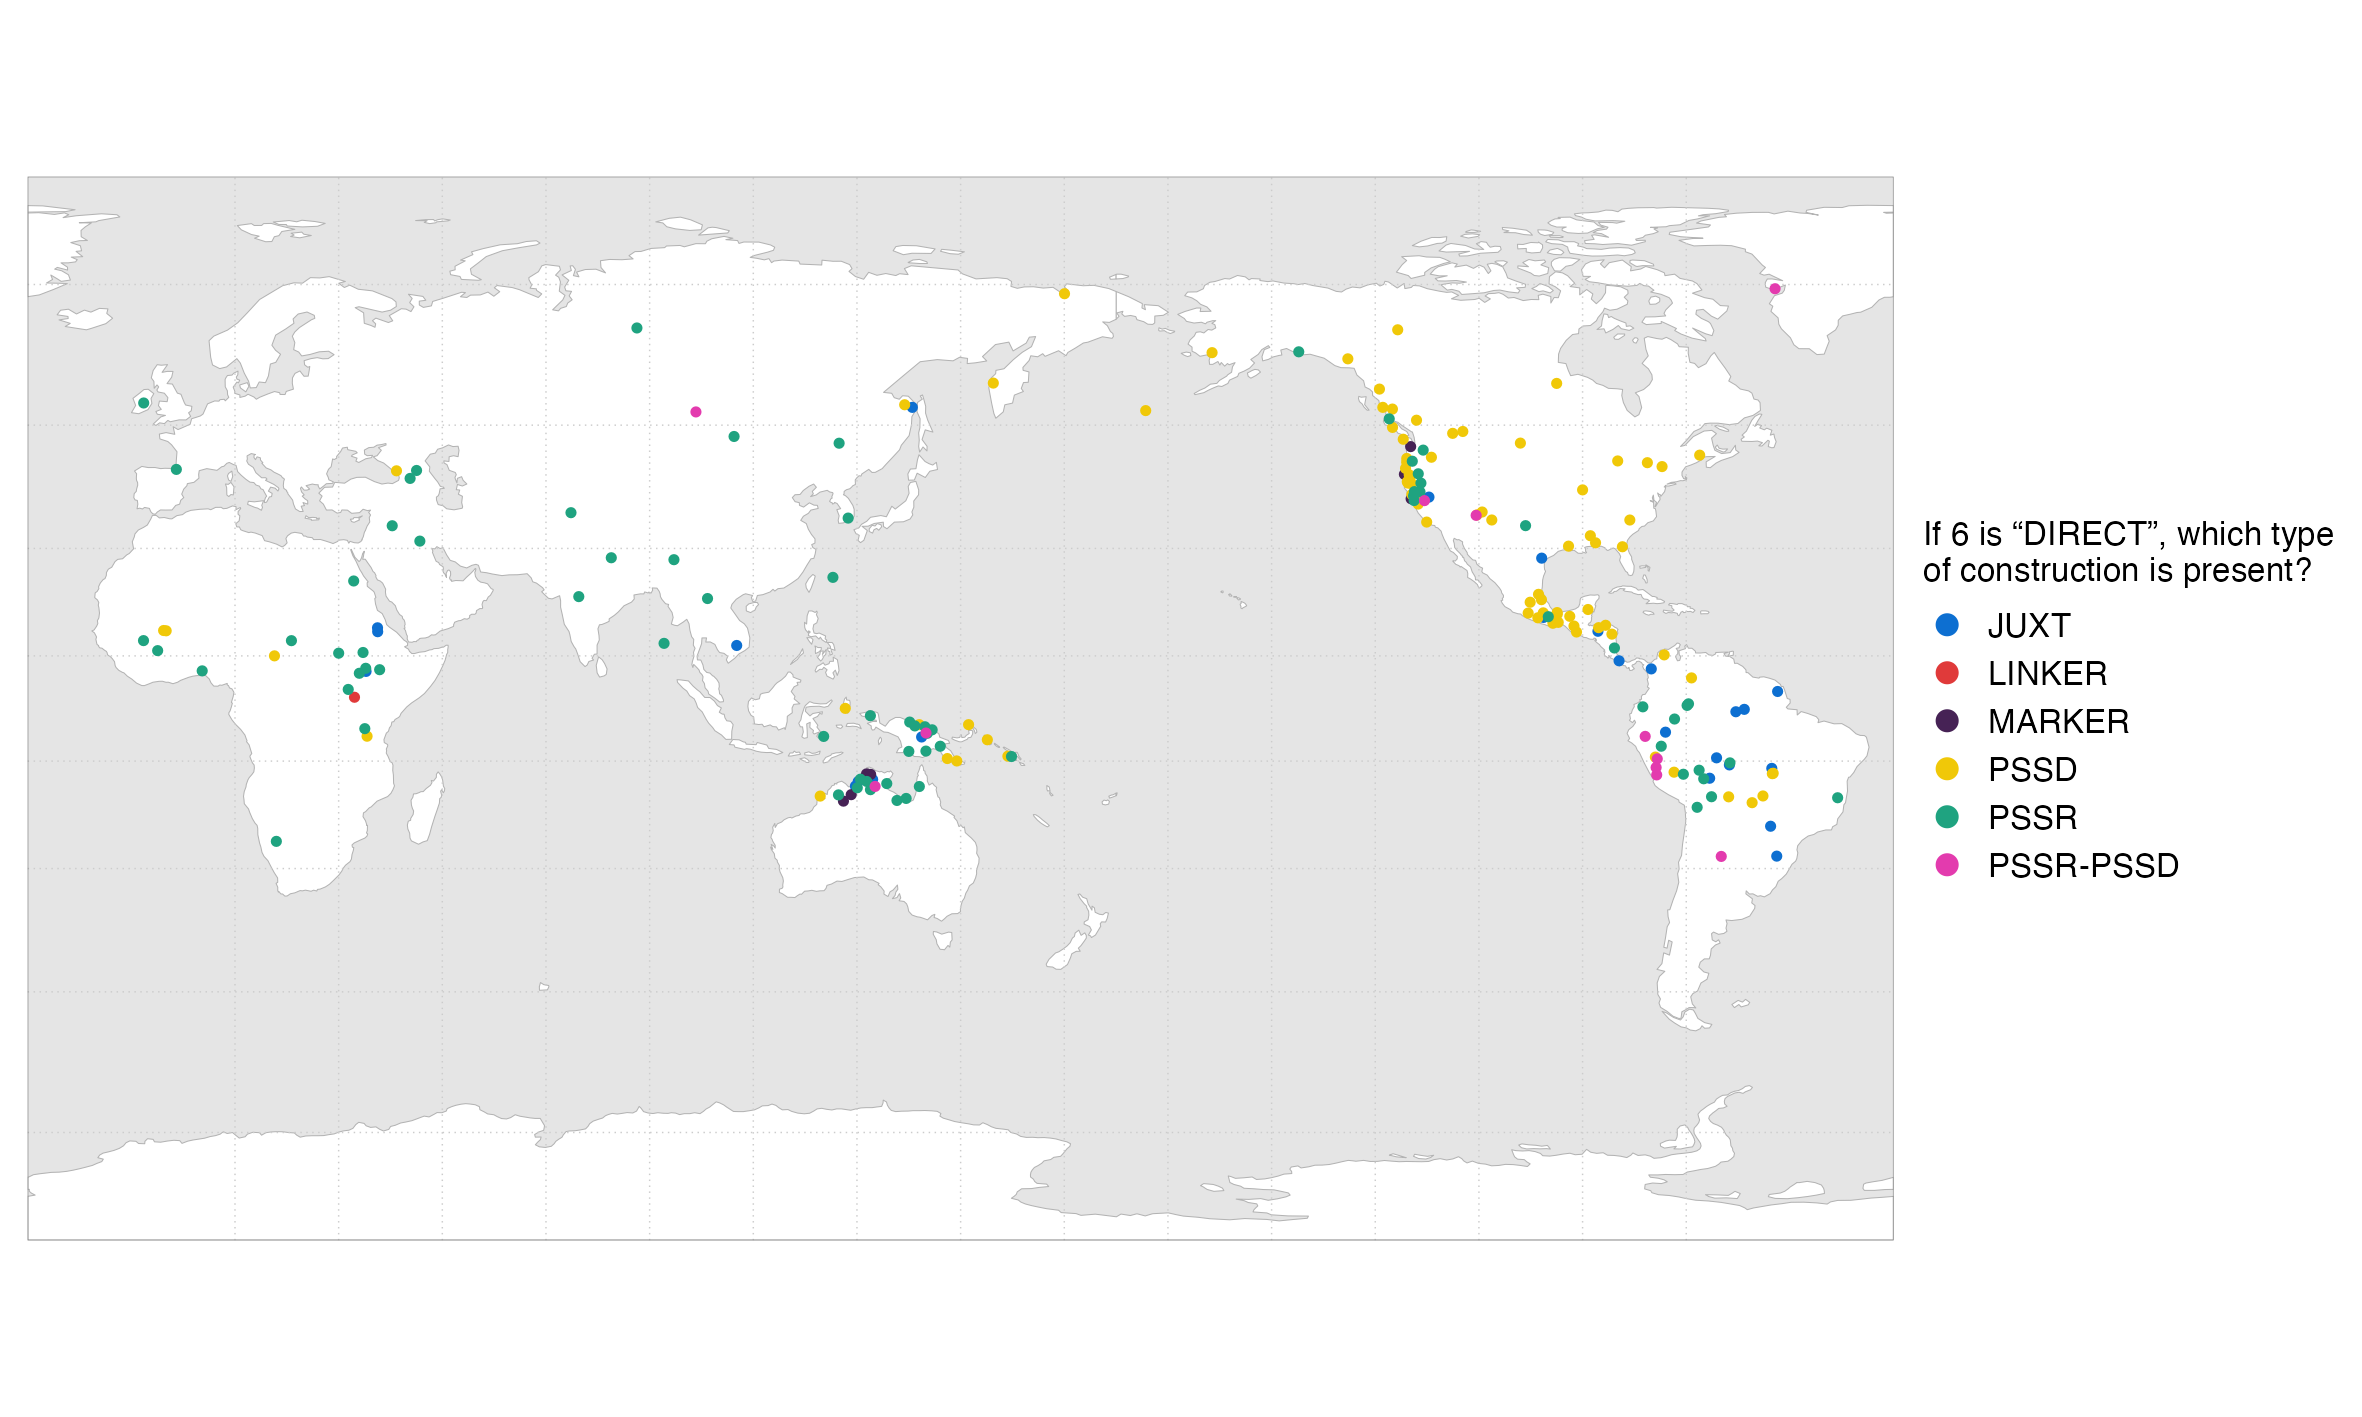 If 6 is “DIRECT”, which type
of construction is present?
JUXT
LINKER
MARKER
PSSD
PSSR
PSSR-PSSD